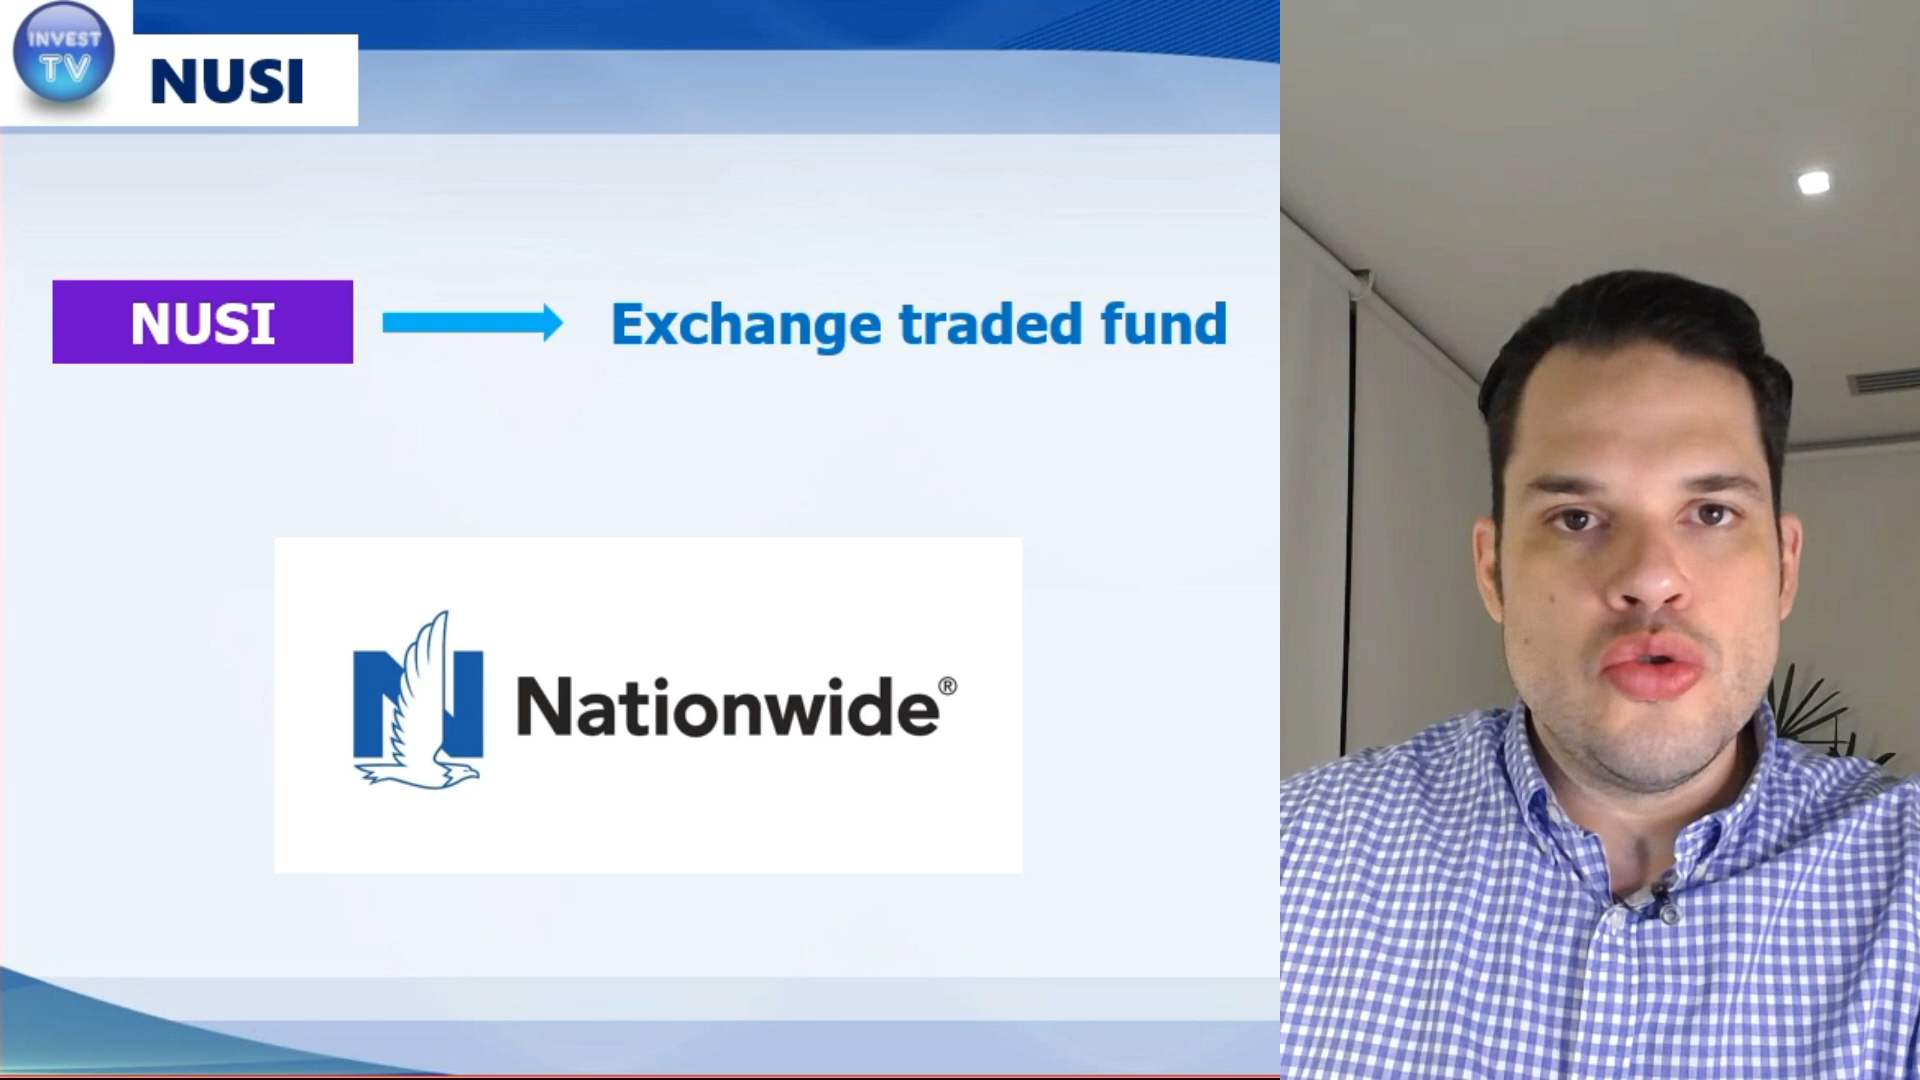 INVEST
TV
NUSI
NUSI
Exchange traded fund
Nationwide®